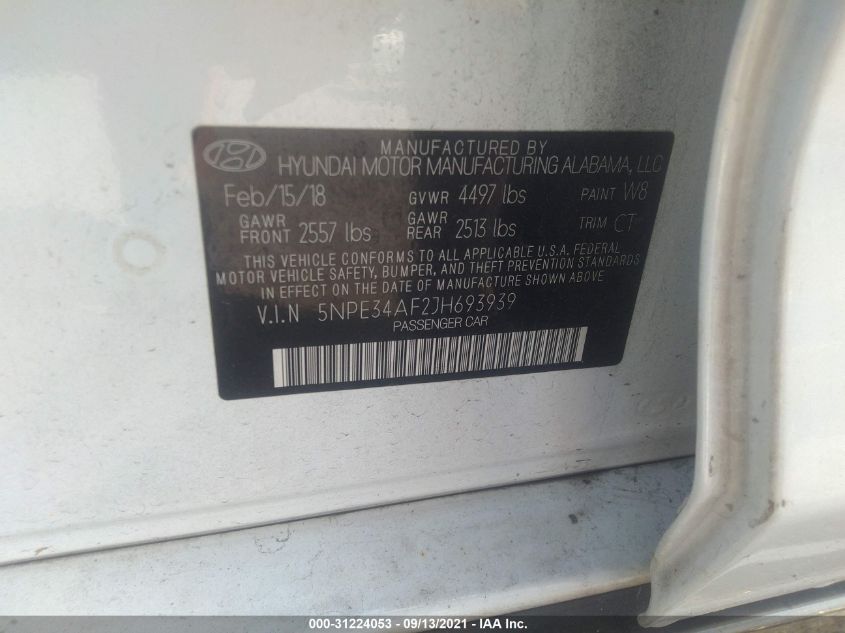 MANUFACTURED BY
HYUNDAI MOTOR MANUFACTURING ALABAMA, LLC
Feb/15/18 GVWR 4497 lbs PAINT W8
GAWR FRONT 2557 lbs GAWR REAR 2513 lbs TRIM CT
THIS VEHICLE CONFORMS TO ALL APPLICABLE U.S.A. FEDERAL
MOTOR VEHICLE SAFETY, BUMPER, AND THEFT PREVENTION STANDARDS
IN EFFECT ON THE DATE OF MANUFACTURE SHOWN ABOVE.
V.I.N 5NPE34AF2JH693939
PASSENGER CAR
000-31224053 - 09/13/2021 - IAA Inc.